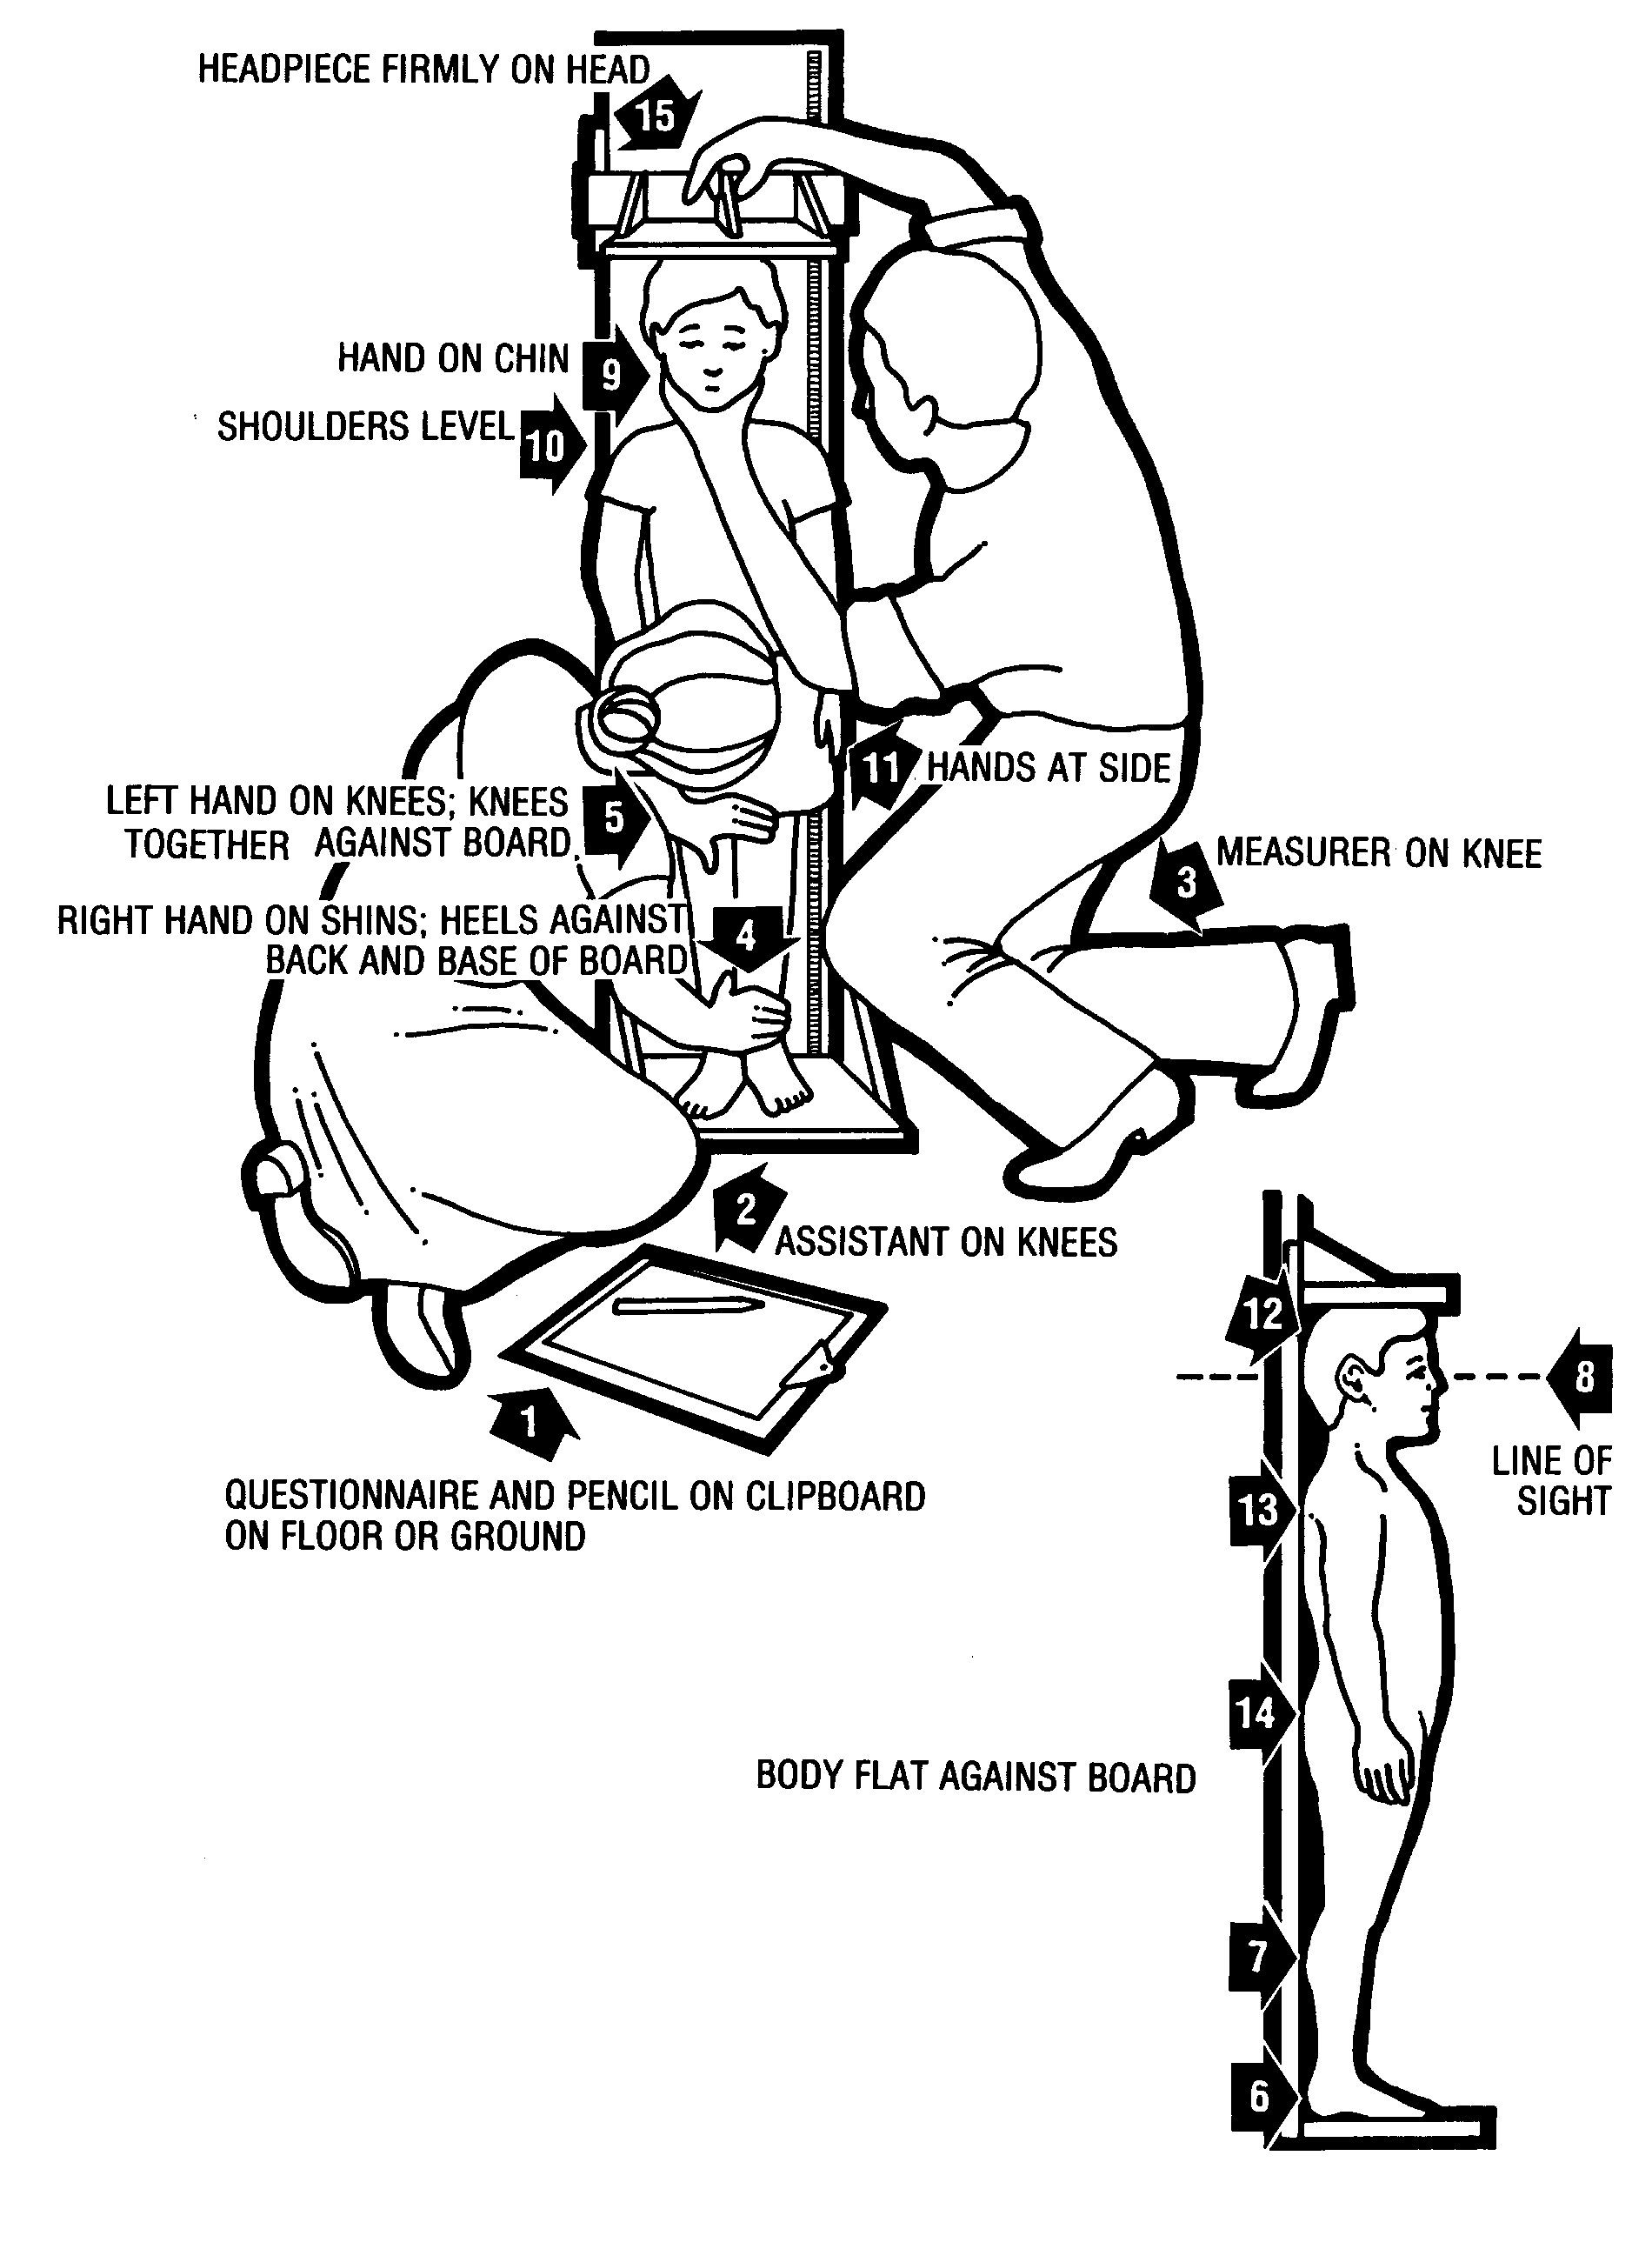 HEADPIECE FIRMLY ON HEAD
15
HAND ON CHIN
9
SHOULDERS LEVEL
10
11 HANDS AT SIDE
LEFT HAND ON KNEES; KNEES
TOGETHER AGAINST BOARD
5
3 MEASURER ON KNEE
RIGHT HAND ON SHINS; HEELS AGAINST
BACK AND BASE OF BOARD
4
2
ASSISTANT ON KNEES
1
QUESTIONNAIRE AND PENCIL ON CLIPBOARD
ON FLOOR OR GROUND
12
8
LINE OF
SIGHT
13
14
BODY FLAT AGAINST BOARD
7
6